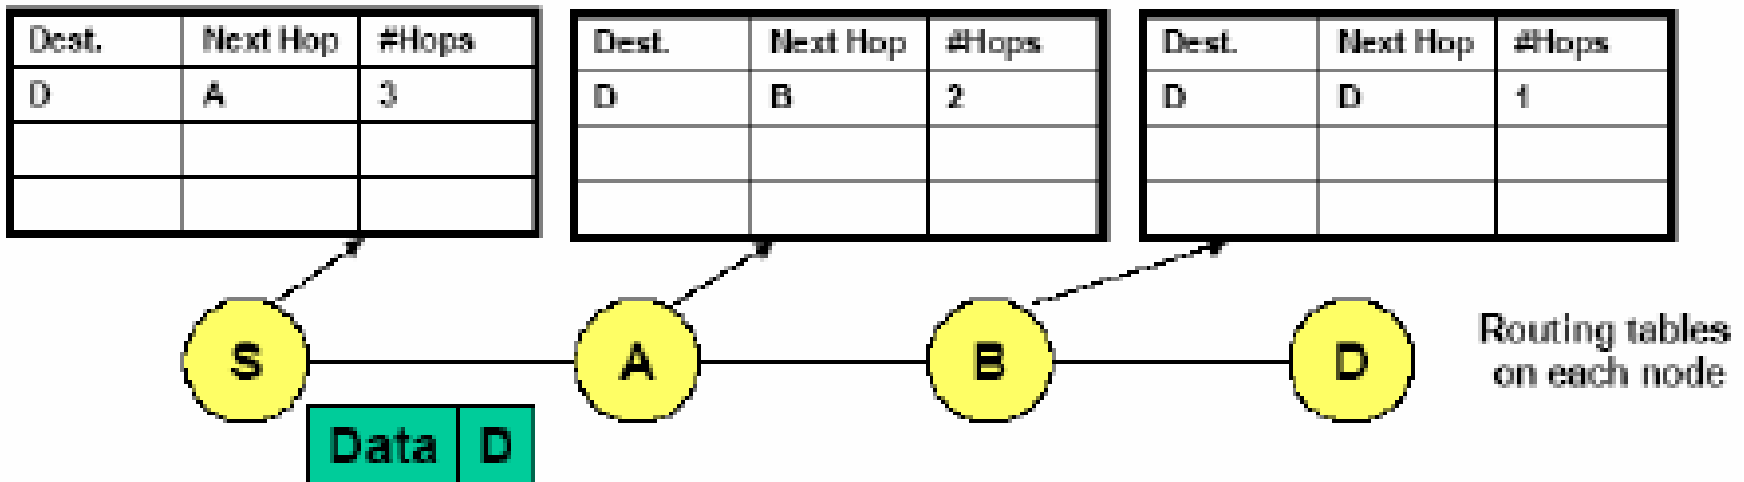 Dest. Next Hop #Hops
D A 3
Dest. Next Hop #Hops
D B 2
Dest. Next Hop #Hops
D D 1
S A B D
Routing tables
on each node
Data D